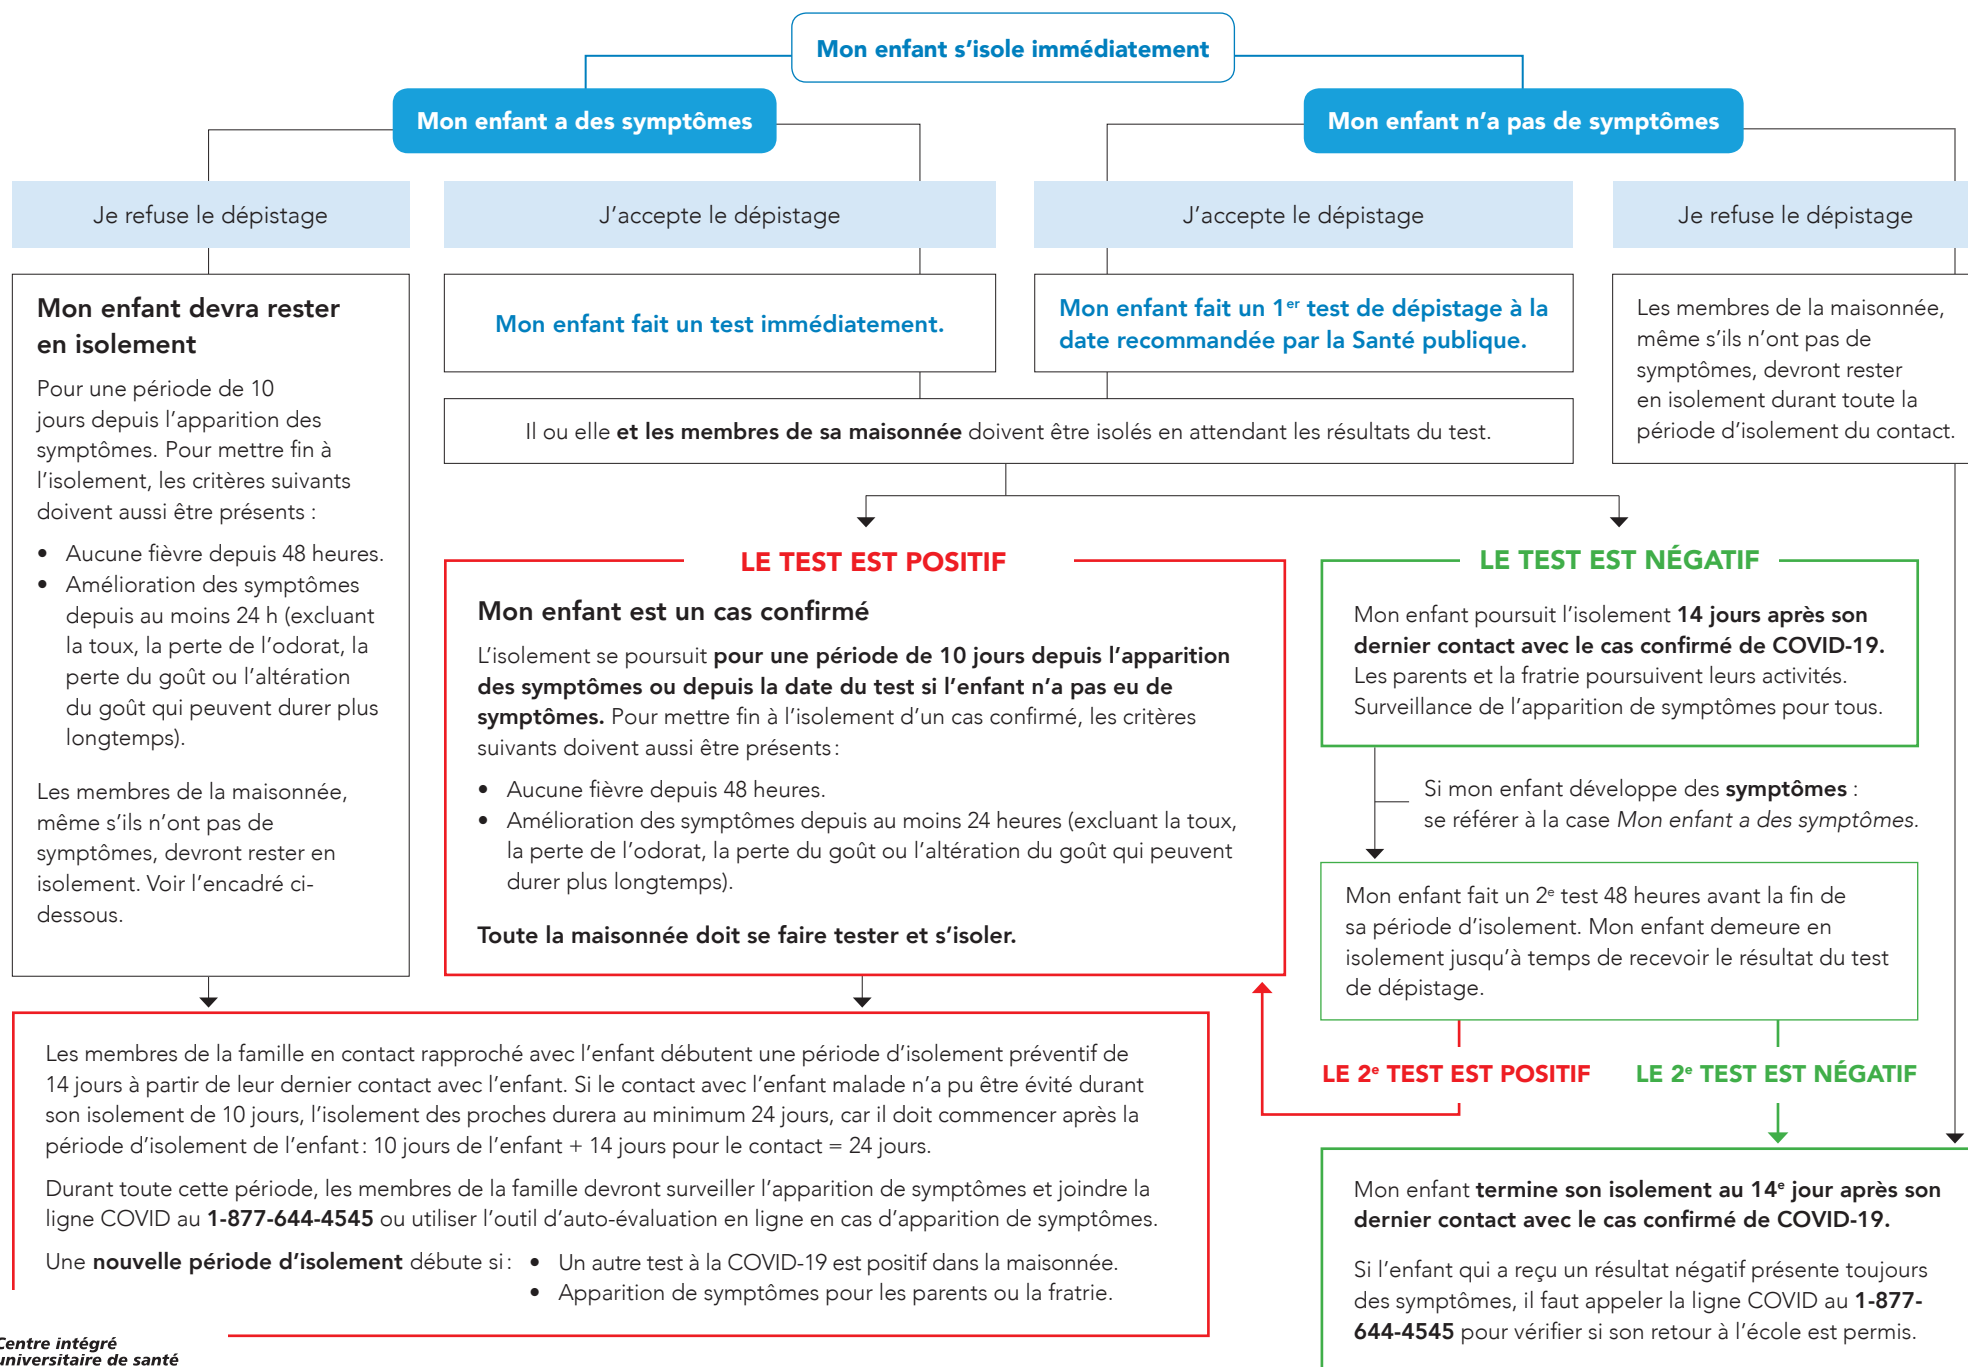 Mon enfant s’isole immédiatement
Mon enfant a des symptômes
Mon enfant n’a pas de symptômes
Je refuse le dépistage
J’accepte le dépistage
J’accepte le dépistage
Je refuse le dépistage
Mon enfant devra rester
en isolement
Pour une période de 10
jours depuis l’apparition des
symptômes. Pour mettre fin à
l’isolement, les critères suivants
doivent aussi être présents :
• Aucune fièvre depuis 48 heures.
• Amélioration des symptômes
depuis au moins 24 h (excluant
la toux, la perte de l’odorat, la
perte du goût ou l’altération
du goût qui peuvent durer plus
longtemps).
Les membres de la maisonnée,
même s’ils n’ont pas de
symptômes, devront rester en
isolement. Voir l’encadré ci-
dessous.
Mon enfant fait un test immédiatement.
Mon enfant fait un 1er test de dépistage à la
date recommandée par la Santé publique.
Les membres de la maisonnée,
même s’ils n’ont pas de
symptômes, devront rester
en isolement durant toute la
période d’isolement du contact.
Il ou elle et les membres de sa maisonnée doivent être isolés en attendant les résultats du test.
LE TEST EST POSITIF
Mon enfant est un cas confirmé
L’isolement se poursuit pour une période de 10 jours depuis l’apparition
des symptômes ou depuis la date du test si l’enfant n’a pas eu de
symptômes. Pour mettre fin à l’isolement d’un cas confirmé, les critères
suivants doivent aussi être présents :
• Aucune fièvre depuis 48 heures.
• Amélioration des symptômes depuis au moins 24 heures (excluant la toux,
la perte de l’odorat, la perte du goût ou l’altération du goût qui peuvent
durer plus longtemps).
Toute la maisonnée doit se faire tester et s’isoler.
LE TEST EST NÉGATIF
Mon enfant poursuit l’isolement 14 jours après son
dernier contact avec le cas confirmé de COVID-19.
Les parents et la fratrie poursuivent leurs activités.
Surveillance de l’apparition de symptômes pour tous.
Si mon enfant développe des symptômes :
se référer à la case Mon enfant a des symptômes.
Mon enfant fait un 2e test 48 heures avant la fin de
sa période d’isolement. Mon enfant demeure en
isolement jusqu’à temps de recevoir le résultat du test
de dépistage.
LE 2e TEST EST POSITIF
LE 2e TEST EST NÉGATIF
Les membres de la famille en contact rapproché avec l’enfant débutent une période d’isolement préventif de
14 jours à partir de leur dernier contact avec l’enfant. Si le contact avec l’enfant malade n’a pu être évité durant
son isolement de 10 jours, l’isolement des proches durera au minimum 24 jours, car il doit commencer après la
période d’isolement de l’enfant : 10 jours de l’enfant + 14 jours pour le contact = 24 jours.
Durant toute cette période, les membres de la famille devront surveiller l’apparition de symptômes et joindre la
ligne COVID au 1-877-644-4545 ou utiliser l’outil d’auto-évaluation en ligne en cas d’apparition de symptômes.
Une nouvelle période d’isolement débute si : • Un autre test à la COVID-19 est positif dans la maisonnée.
• Apparition de symptômes pour les parents ou la fratrie.
Mon enfant termine son isolement au 14e jour après son
dernier contact avec le cas confirmé de COVID-19.
Si l’enfant qui a reçu un résultat négatif présente toujours
des symptômes, il faut appeler la ligne COVID au 1-877-
644-4545 pour vérifier si son retour à l’école est permis.
Centre intégré
universitaire de santé